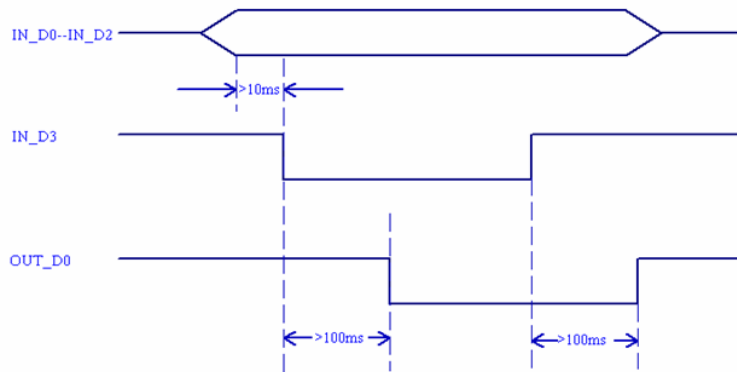 IN_D0--IN_D2
>10ms
IN_D3
OUT_D0
>100ms
>100ms